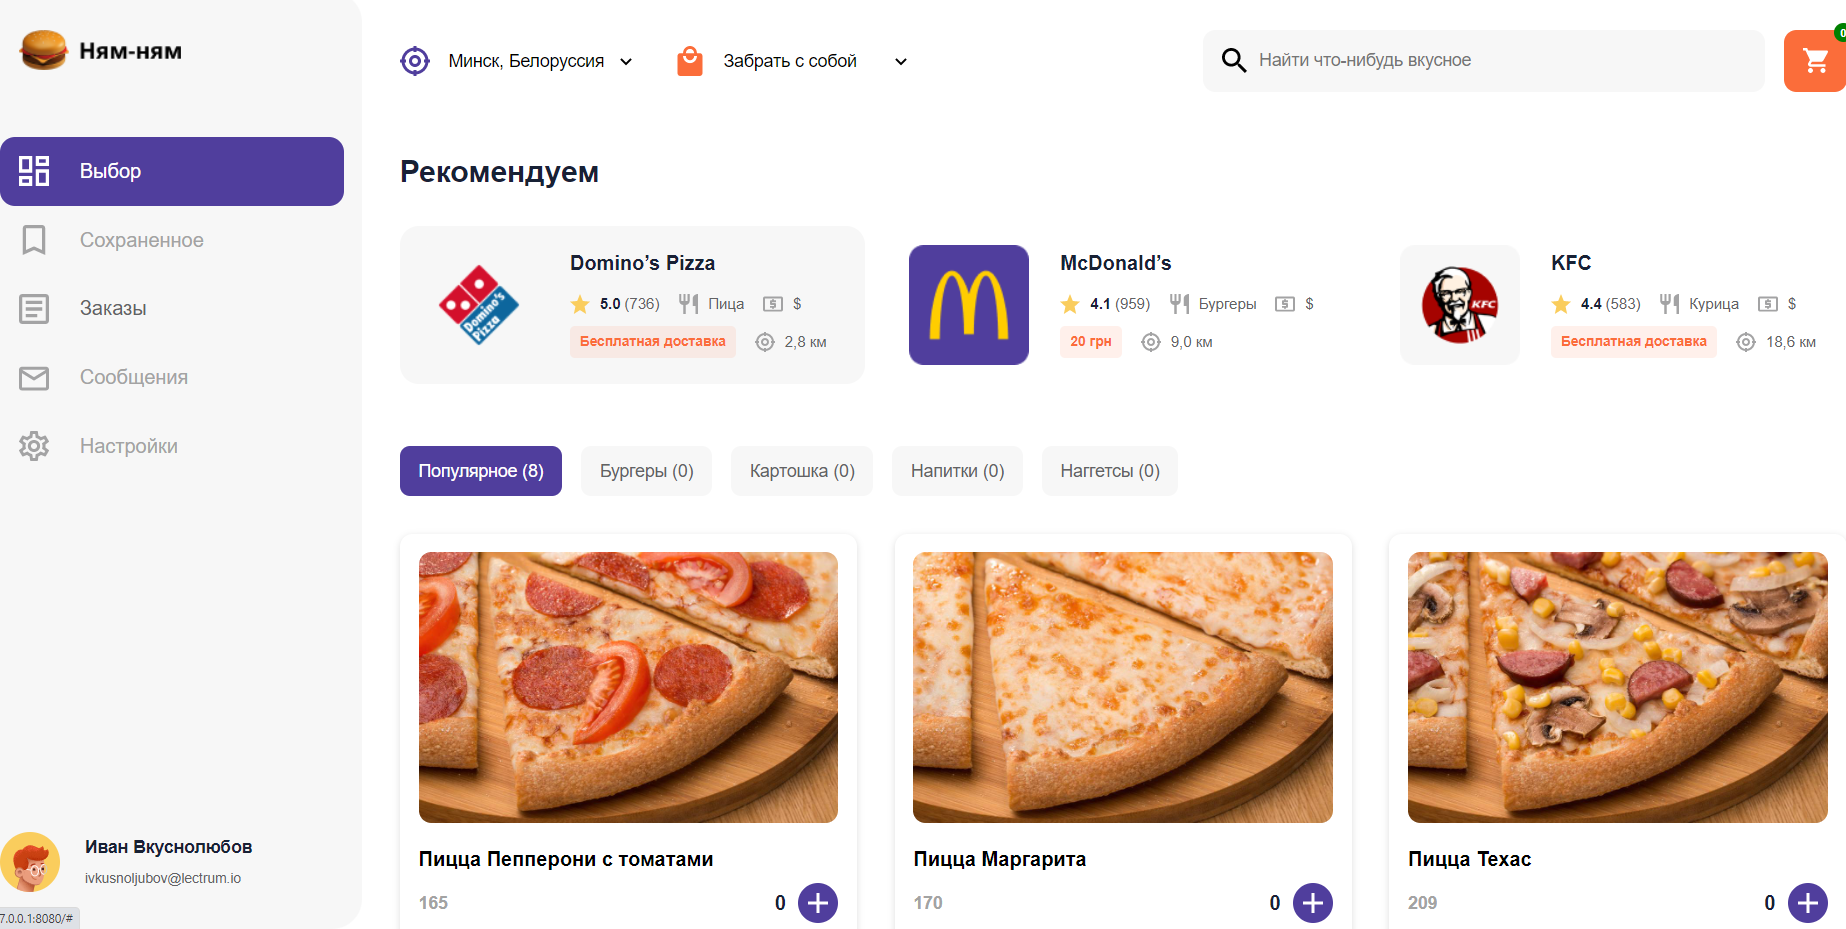 Ням-ням
Минск, Белоруссия
Забрать с собой
Найти что-нибудь вкусное
0
Выбор
Сохраненное
Заказы
Сообщения
Настройки
Рекомендуем
Domino's Pizza
Domino’s Pizza
5.0 (736) Пица $
Бесплатная доставка 2,8 км
McDonald’s
4.1 (959) Бургеры $
20 грн 9,0 км
KFC
KFC
4.4 (583) Курица $
Бесплатная доставка 18,6 км
Популярное (8)
Бургеры (0)
Картошка (0)
Напитки (0)
Наггетсы (0)
Пицца Пепперони с томатами
165 0
Пицца Маргарита
170 0
Пицца Техас
209 0
Иван Вкуснолюбов
ivkusnoljubov@lectrum.io
7.0.0.1:8080/#